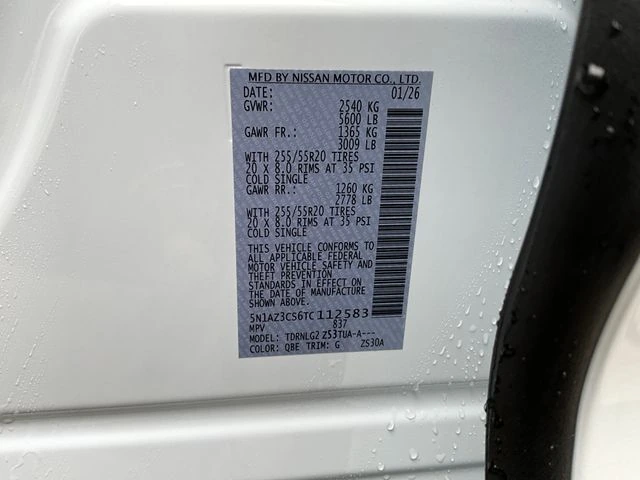 MFD BY NISSAN MOTOR CO., LTD.
DATE: 01/26
GVWR: 2540 KG
5600 LB
GAWR FR.: 1365 KG
3009 LB
WITH 255/55R20 TIRES
20 X 8.0 RIMS AT 35 PSI
COLD SINGLE
GAWR RR.: 1260 KG
2778 LB
WITH 255/55R20 TIRES
20 X 8.0 RIMS AT 35 PSI
COLD SINGLE
THIS VEHICLE CONFORMS TO
ALL APPLICABLE FEDERAL
MOTOR VEHICLE SAFETY AND
THEFT PREVENTION
STANDARDS IN EFFECT
ON THE DATE OF MANUFACTURE
SHOWN ABOVE.
5N1AZ3CS6TC112583
MPV 837
MODEL: TDRNLG2 Z53TUA-A---
COLOR: QBE TRIM: G ZS30A